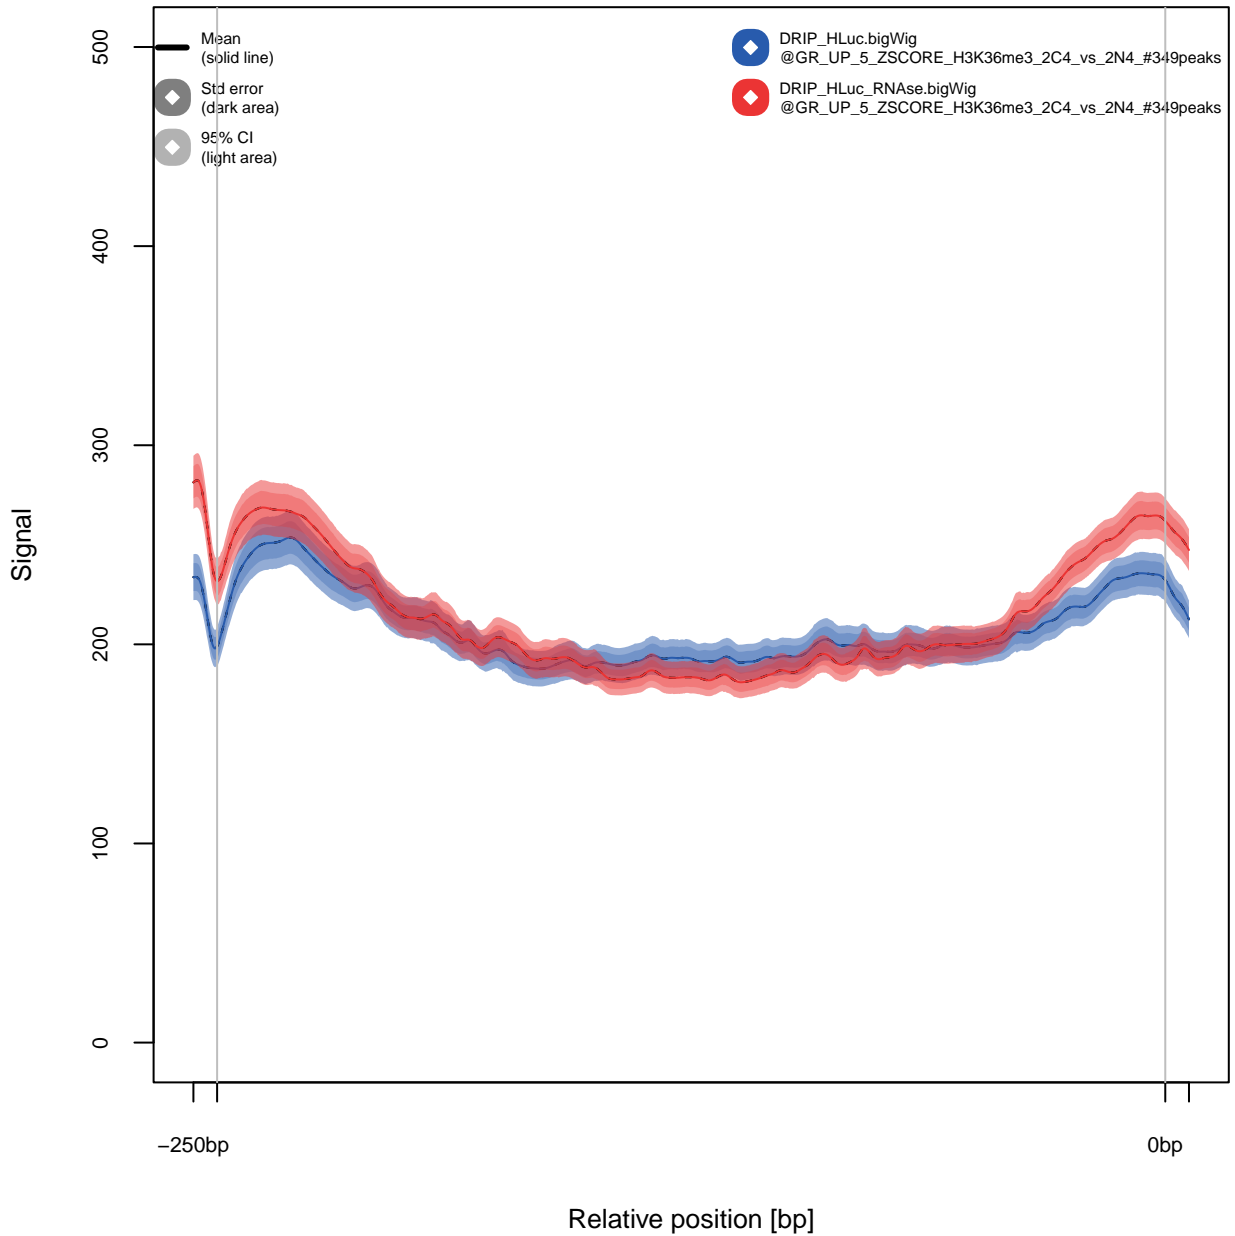 500
400
300
200
100
0
Signal
Mean
(solid line)
Std error
(dark area)
95% CI
(light area)
DRIP_HLuc.bigWig
@GR_UP_5_ZSCORE_H3K36me3_2C4_vs_2N4_#349peaks
DRIP_HLuc_RNAse.bigWig
@GR_UP_5_ZSCORE_H3K36me3_2C4_vs_2N4_#349peaks
−250bp
0bp
Relative position [bp]